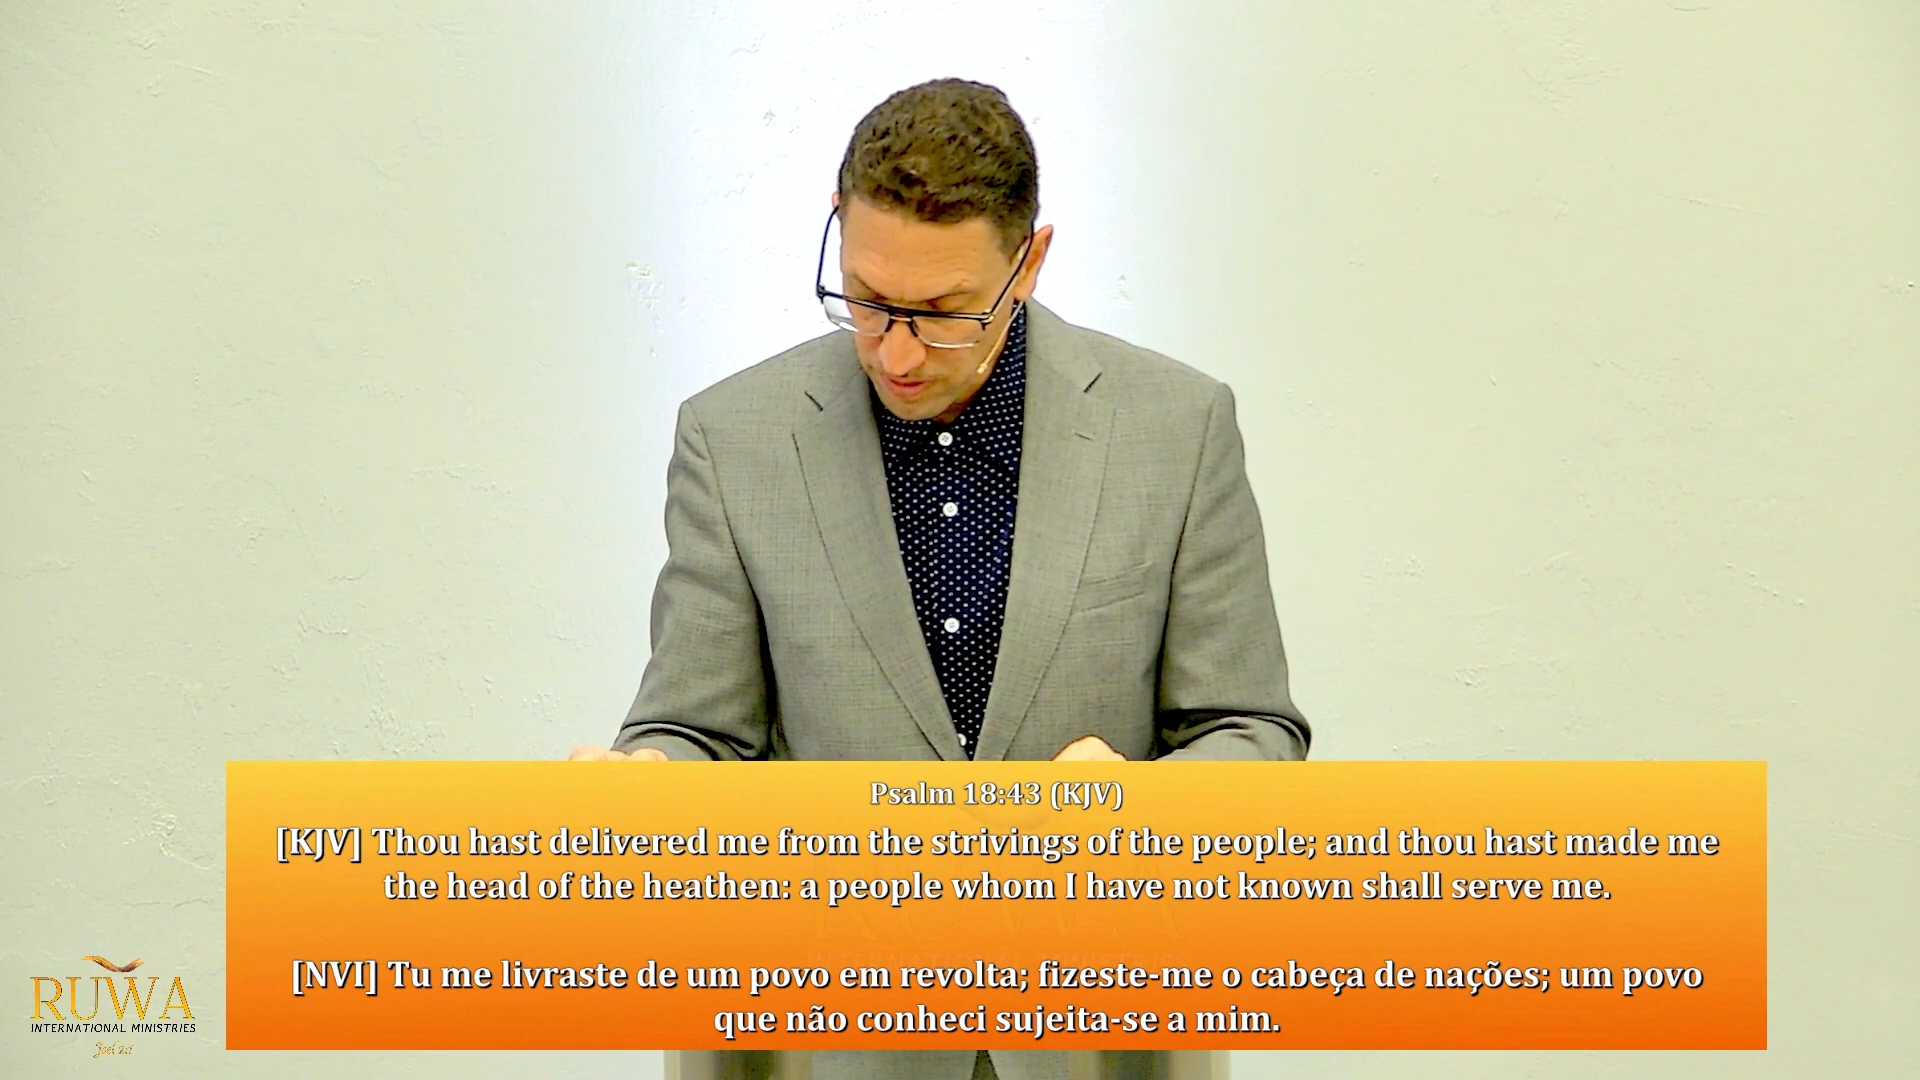 Psalm 18:43 (KJV)
[KJV] Thou hast delivered me from the strivings of the people; and thou hast made me
the head of the heathen: a people whom I have not known shall serve me.
[NVI] Tu me livraste de um povo em revolta; fizeste-me o cabeça de nações; um povo
que não conheci sujeita-se a mim.
RUWA
INTERNATIONAL MINISTRIES